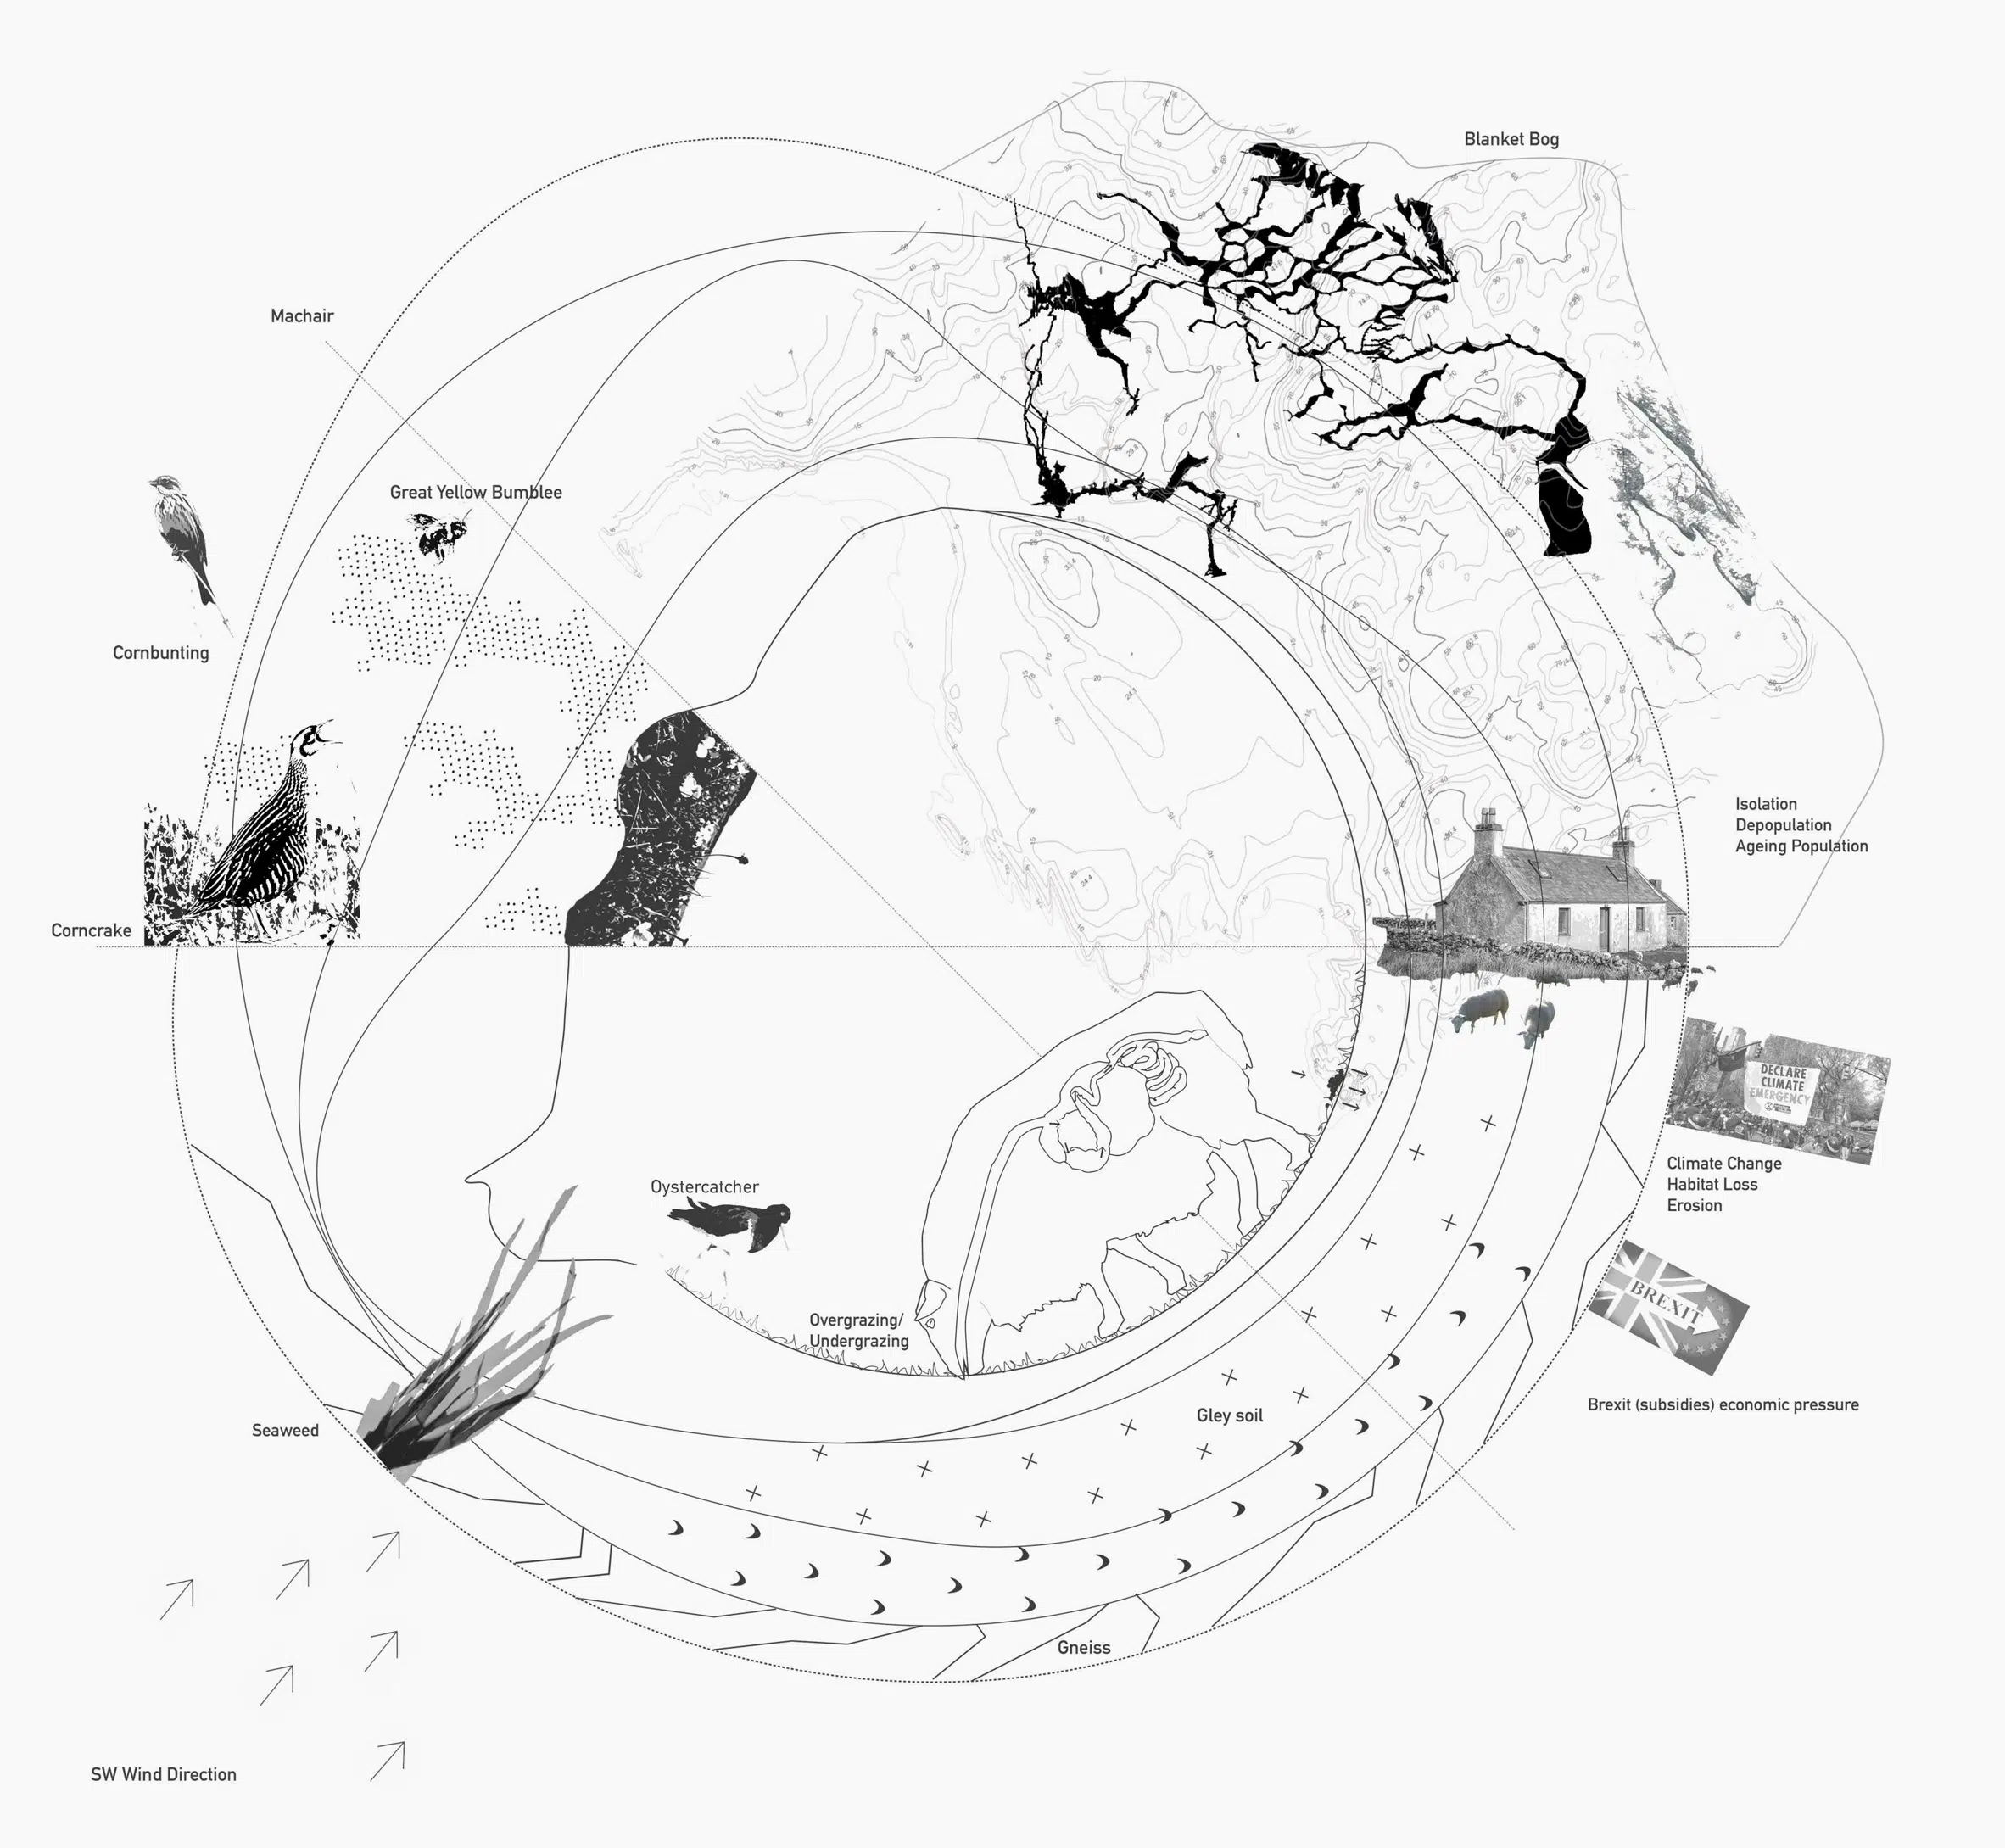 Blanket Bog
Machair
Great Yellow Bumblee
Cornbunting
Isolation
Depopulation
Ageing Population
Corncrake
DECLARE
CLIMATE
EMERGENCY
Climate Change
Habitat Loss
Erosion
Oystercatcher
BREXIT
Overgrazing/
Undergrazing
Brexit (subsidies) economic pressure
Gley soil
Seaweed
Gneiss
SW Wind Direction